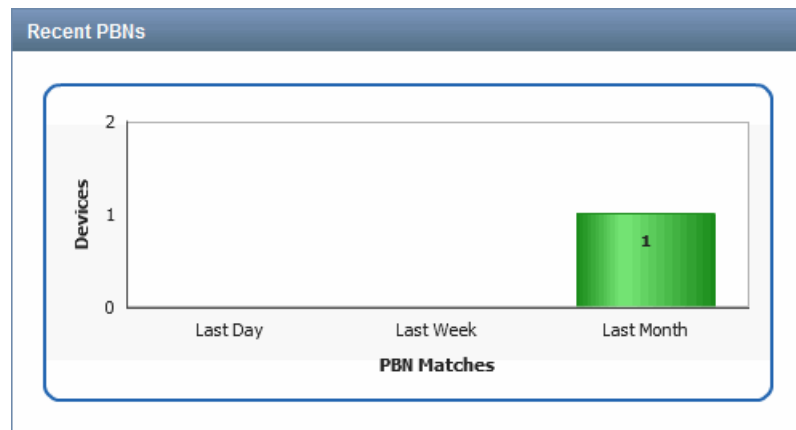 Recent PBNs
2
1
0
Devices
1
Last Day
Last Week
Last Month
PBN Matches